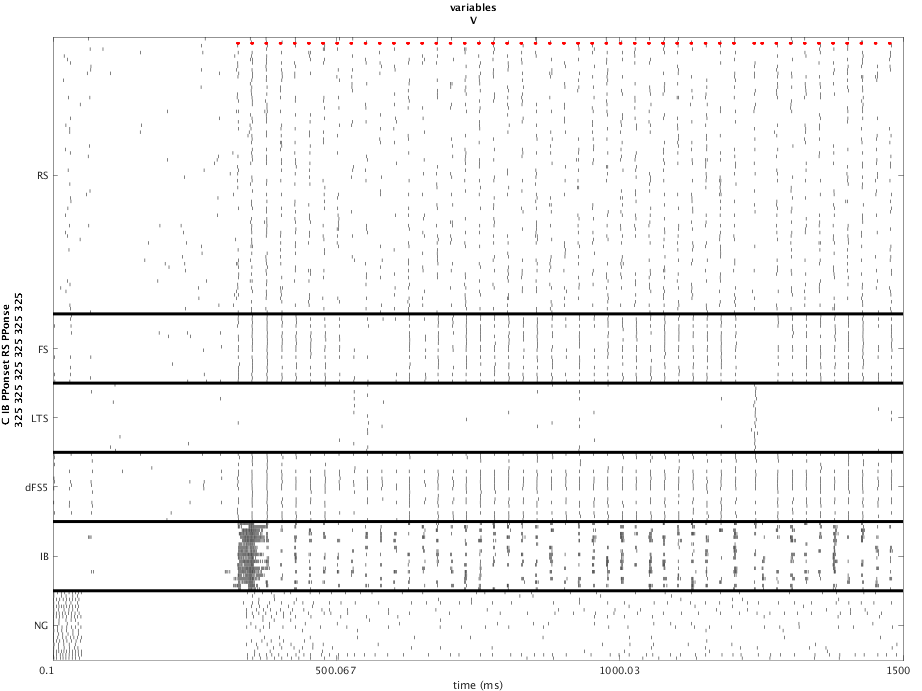 variables
V
C IB PPonset RS PPonse
325 325 325 325 325 325
RS
FS
LTS
dFS5
IB
NG
0.1
500.067
1000.03
1500
time (ms)